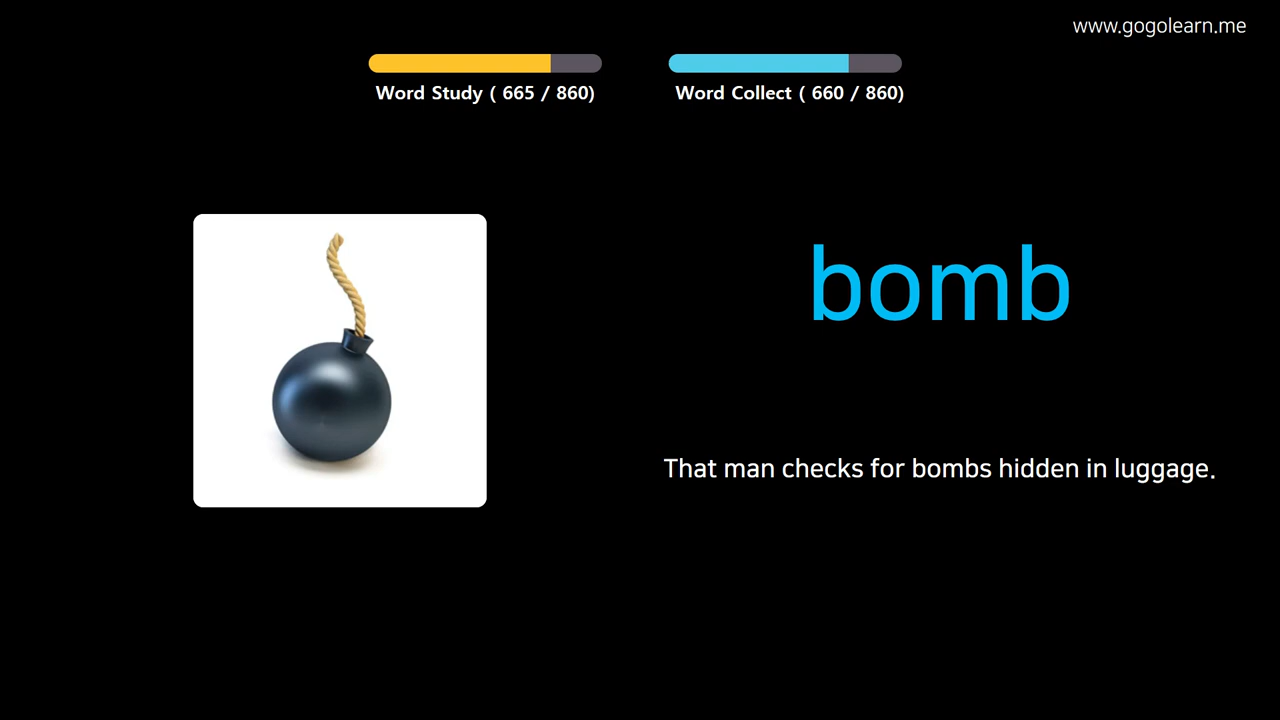 www.gogolearn.me
Word Study ( 665 / 860)
Word Collect ( 660 / 860)
bomb
That man checks for bombs hidden in luggage.